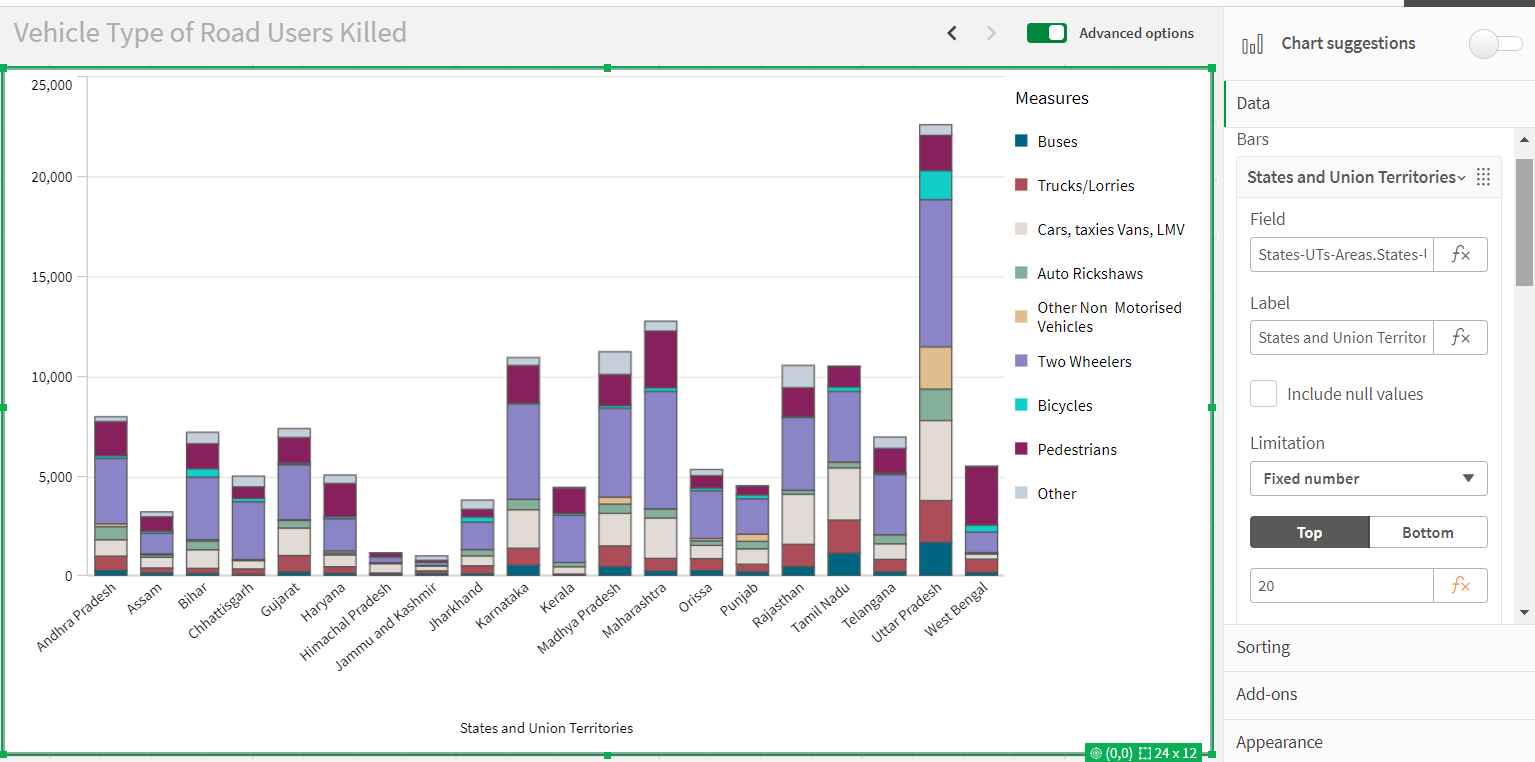 Vehicle Type of Road Users Killed
Advanced options
Chart suggestions
25,000
20,000
15,000
10,000
5,000
0
Andhra Pradesh
Assam
Bihar
Chhattisgarh
Gujarat
Haryana
Himachal Pradesh
Jammu and Kashmir
Jharkhand
Karnataka
Kerala
Madhya Pradesh
Maharashtra
Orissa
Punjab
Rajasthan
Tamil Nadu
Telangana
Uttar Pradesh
West Bengal
States and Union Territories
Measures
Buses
Trucks/Lorries
Cars, taxies Vans, LMV
Auto Rickshaws
Other Non Motorised
Vehicles
Two Wheelers
Bicycles
Pedestrians
Other
(0,0) 24 x 12
Data
Bars
States and Union Territories
Field
States-UTs-Areas.States-U
fx
Label
States and Union Territor
fx
Include null values
Limitation
Fixed number
Top Bottom
20
fx
Sorting
Add-ons
Appearance